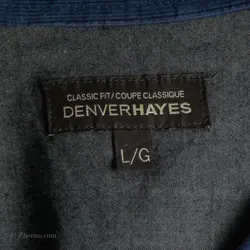 CLASSIC FIT/COUPE CLASSIQUE
DENVERHAYES
L/G